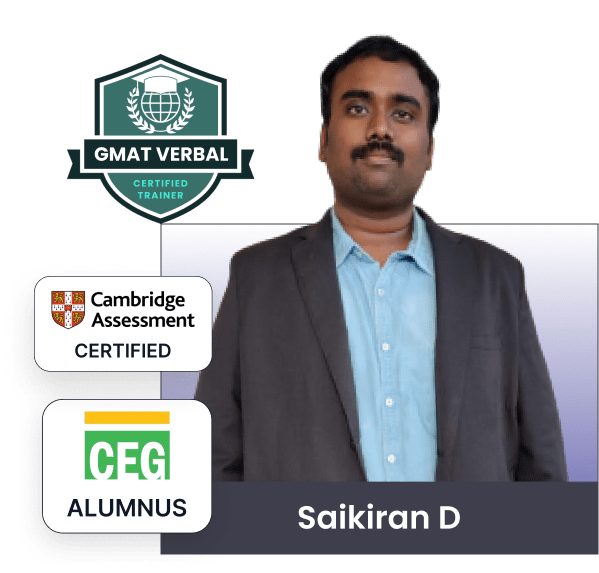 GMAT VERBAL
CERTIFIED
TRAINER
Cambridge
Assessment
CERTIFIED
CEG
ALUMNUS
Saikiran D